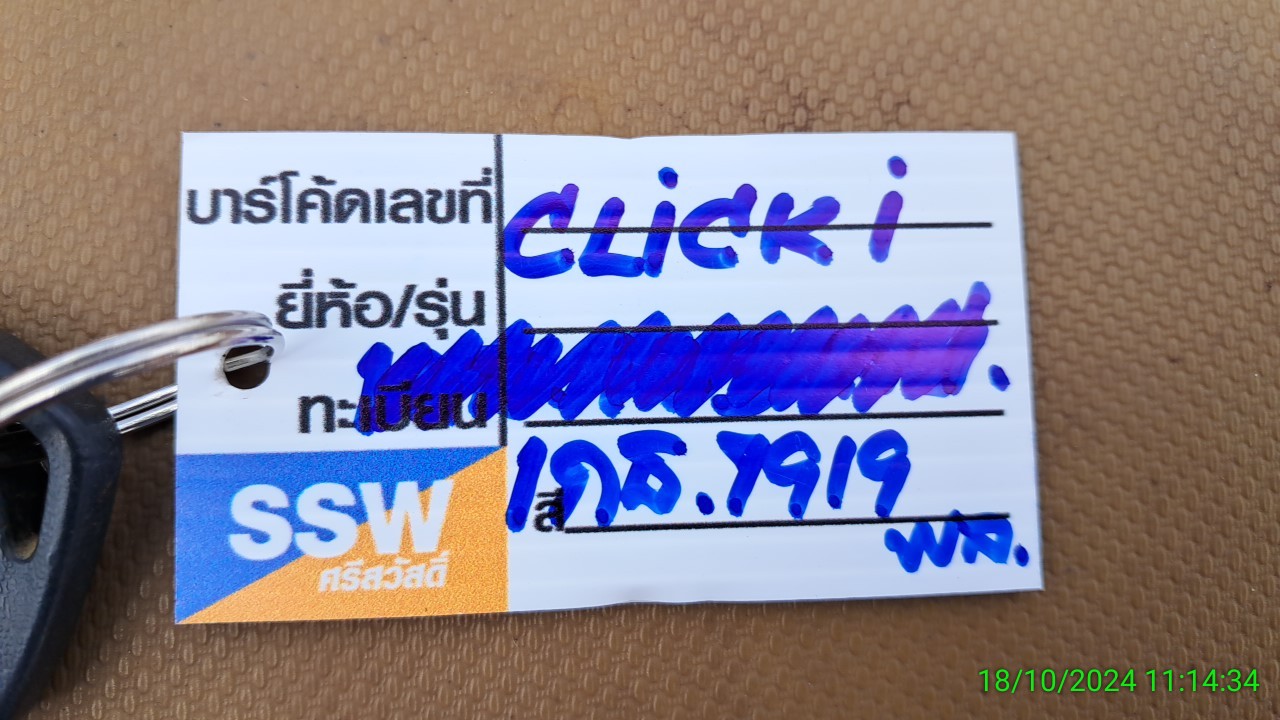 บาร์โค้ดเลขที่ CLiCK i
ยี่ห้อ/รุ่น
ทะเบียน
1กธ.7919
สี
พล.
SSW
ศรีสวัสดิ์
18/10/2024 11:14:34